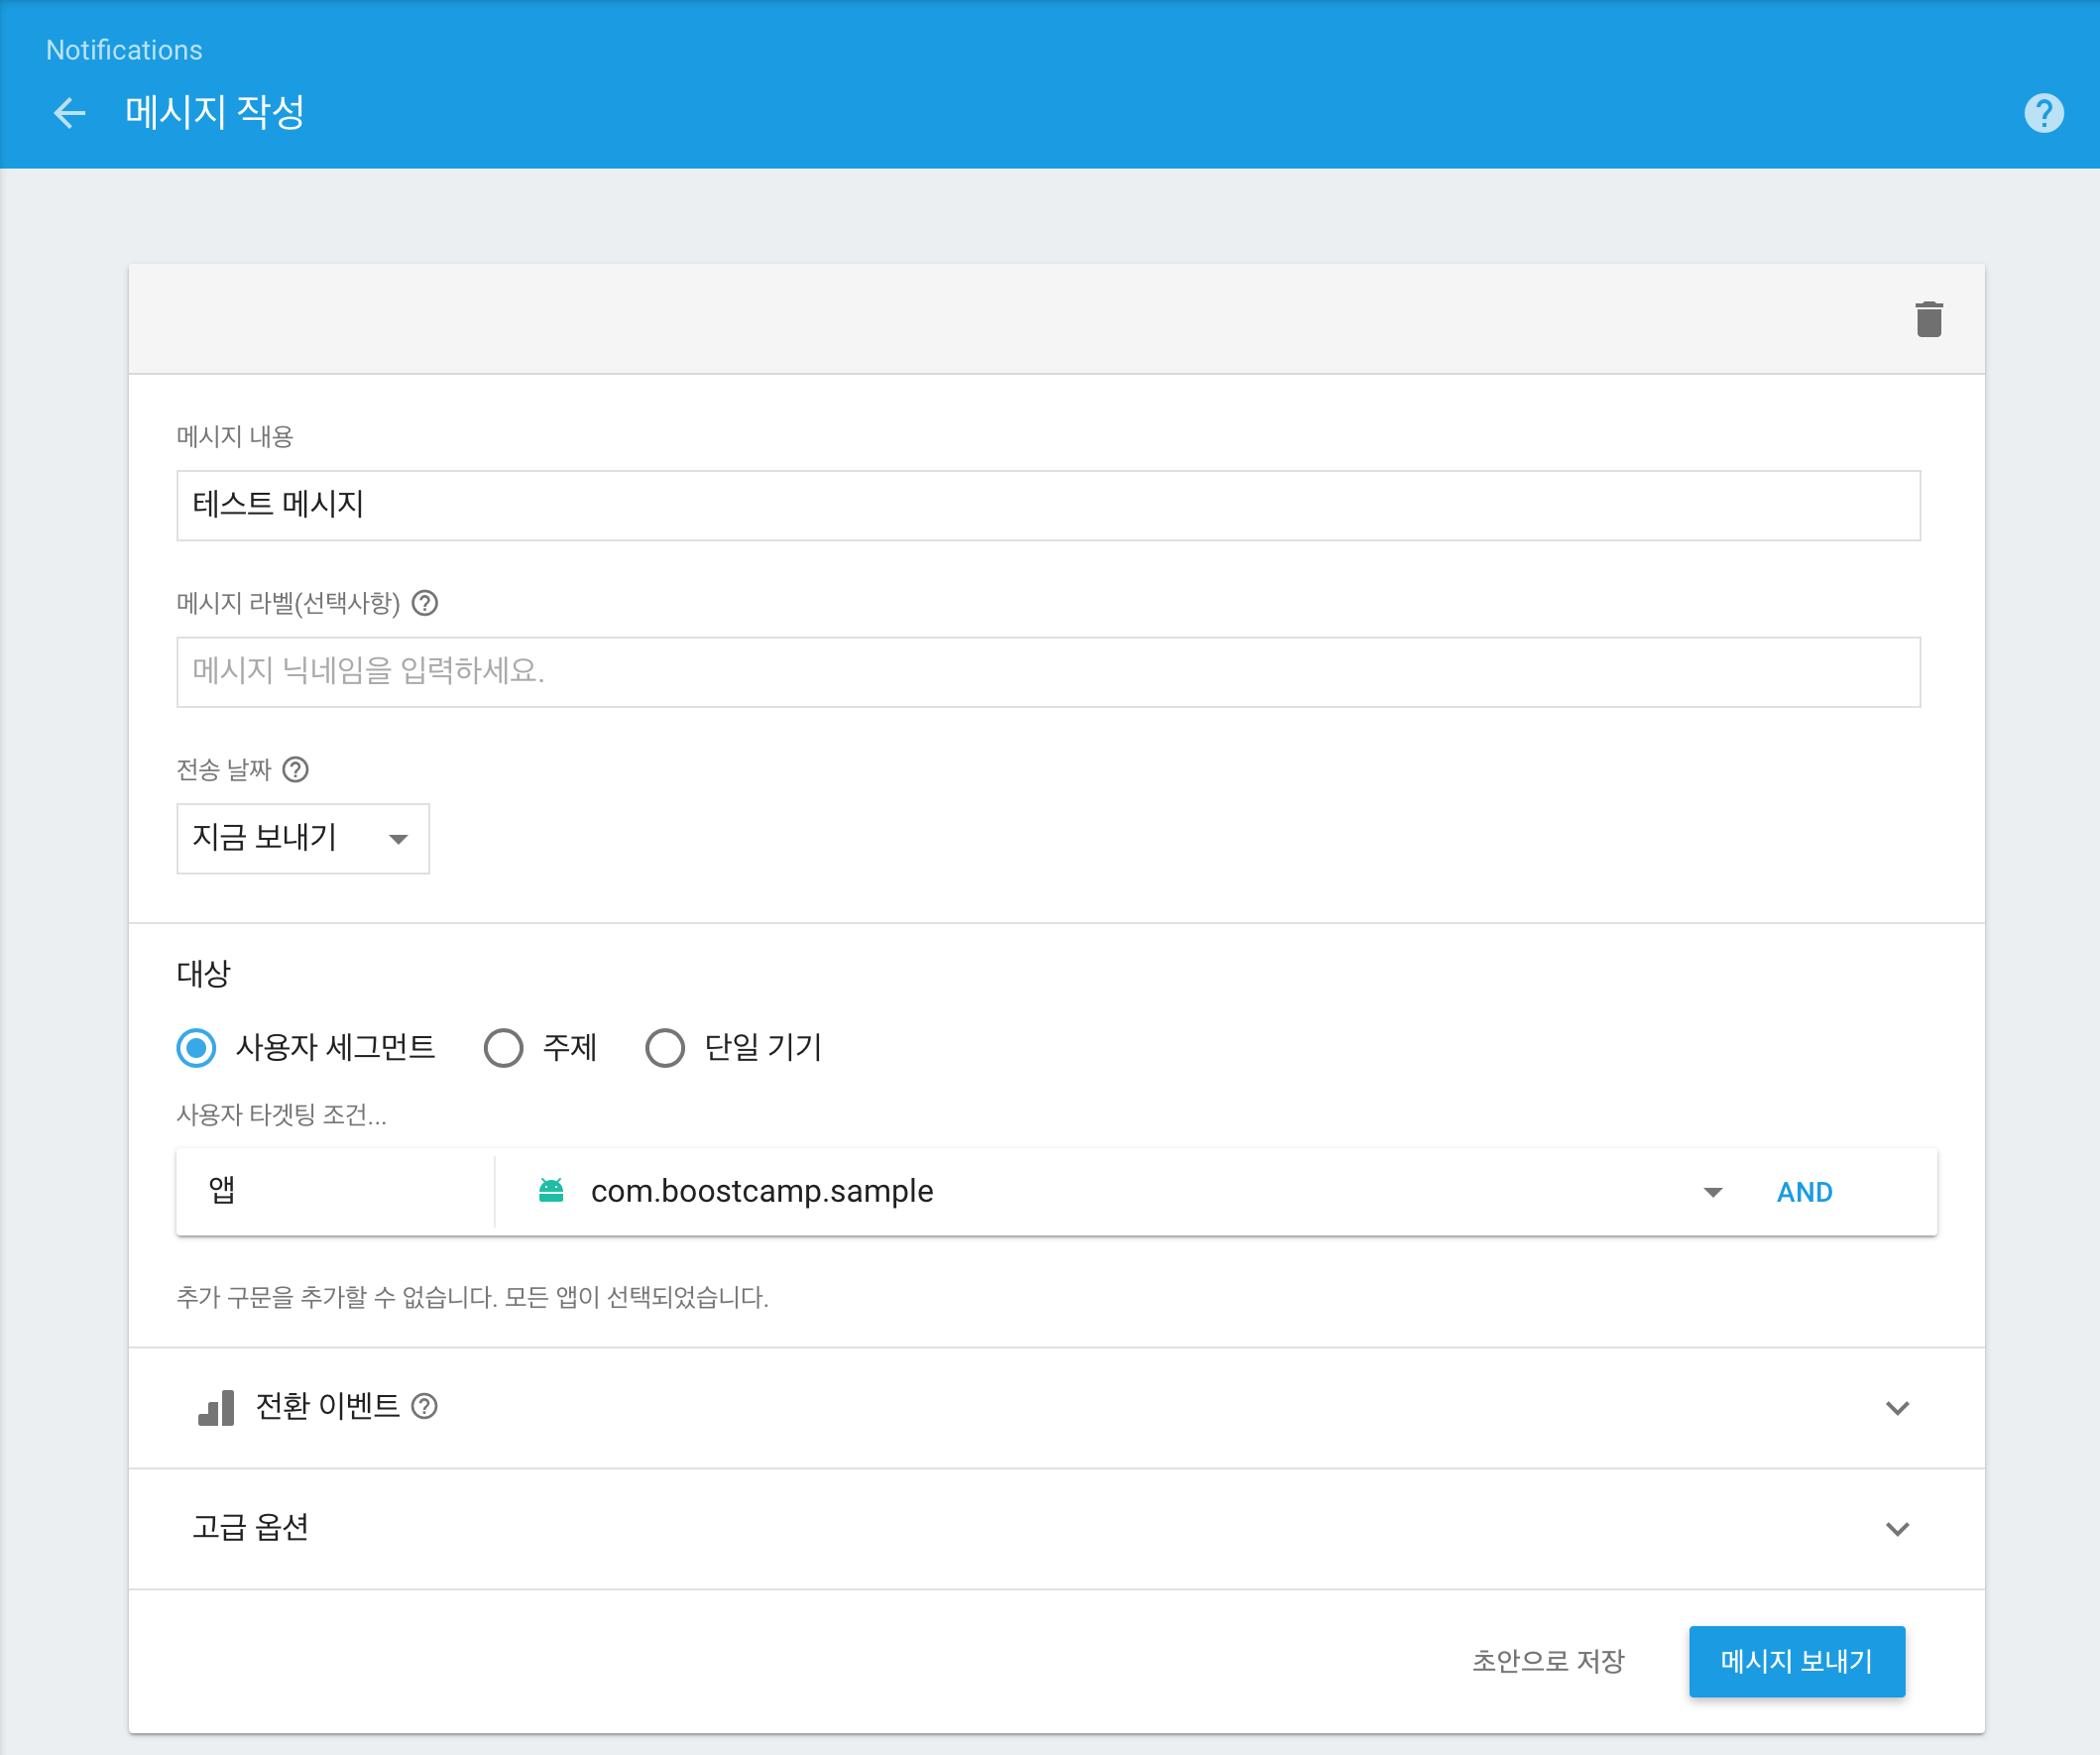 Notifications
메시지 작성
메시지 내용
테스트 메시지
메시지 라벨(선택사항)
메시지 닉네임을 입력하세요.
전송 날짜
지금 보내기
대상
사용자 세그먼트 주제 단일 기기
사용자 타겟팅 조건...
앱 com.boostcamp.sample AND
추가 구문을 추가할 수 없습니다. 모든 앱이 선택되었습니다.
전환 이벤트
고급 옵션
초안으로 저장 메시지 보내기